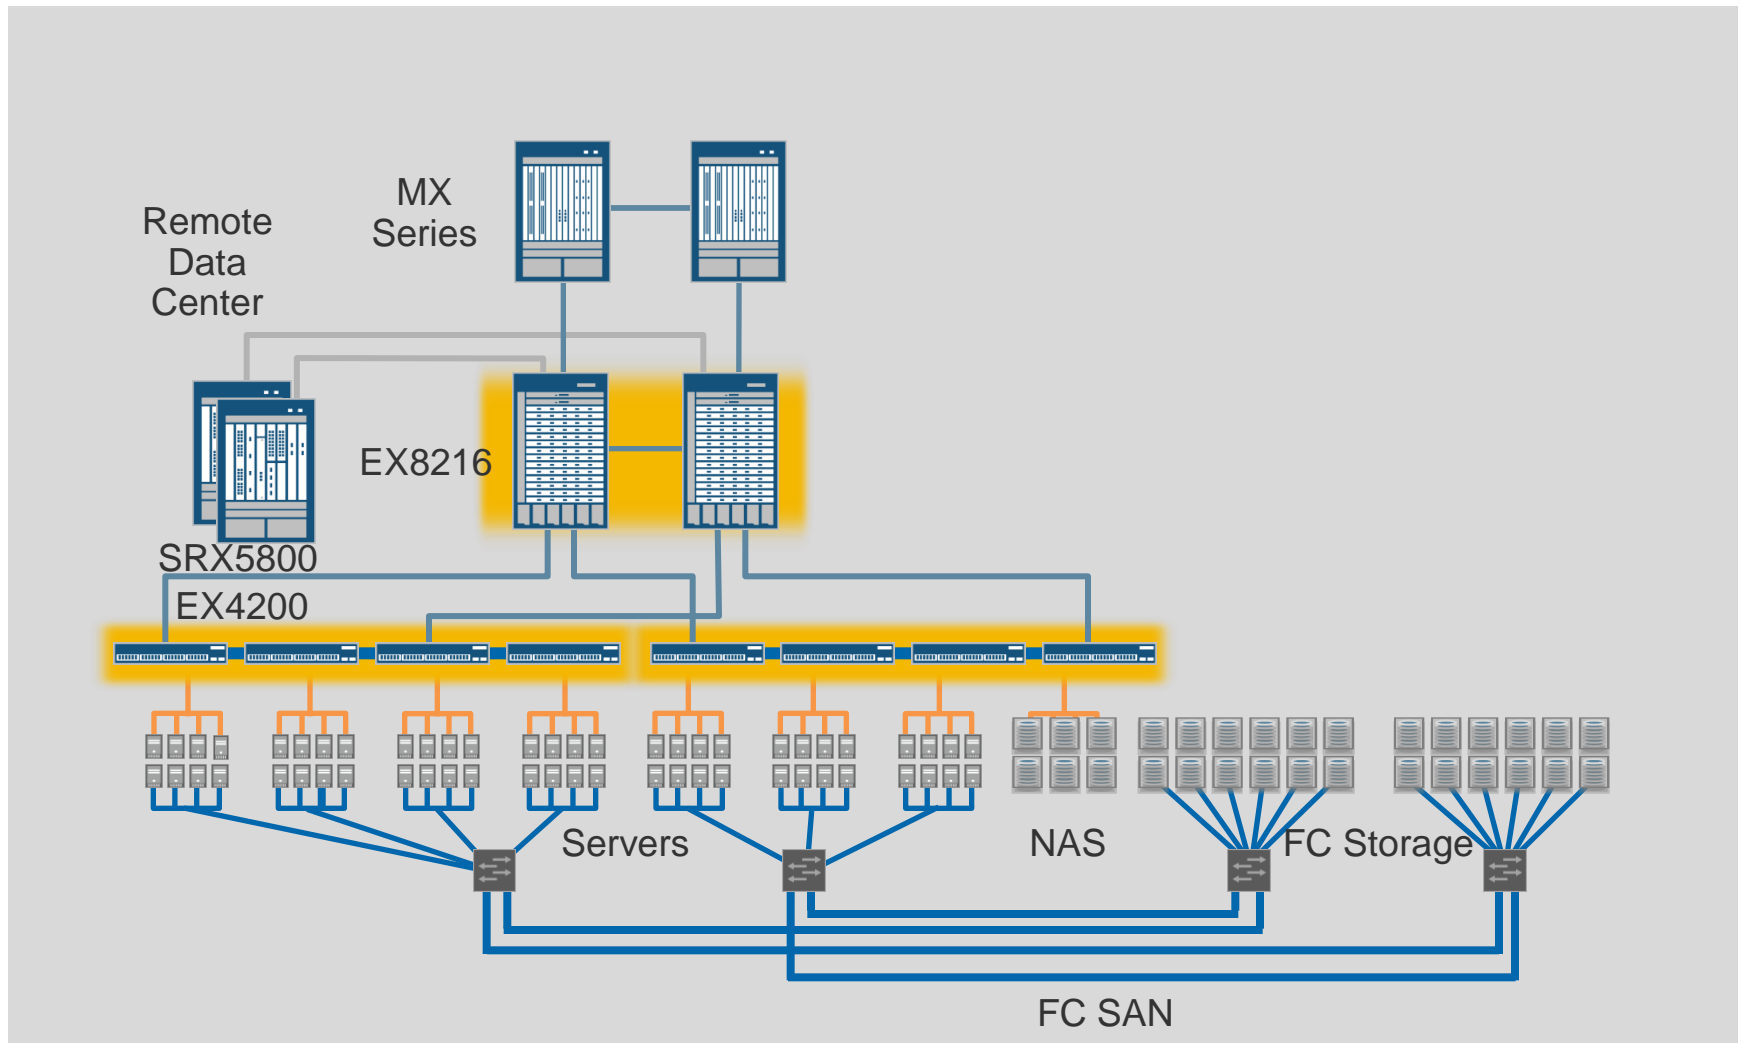 MX
Series
Remote
Data
Center
EX8216
SRX5800
EX4200
Servers
NAS
FC Storage
FC SAN